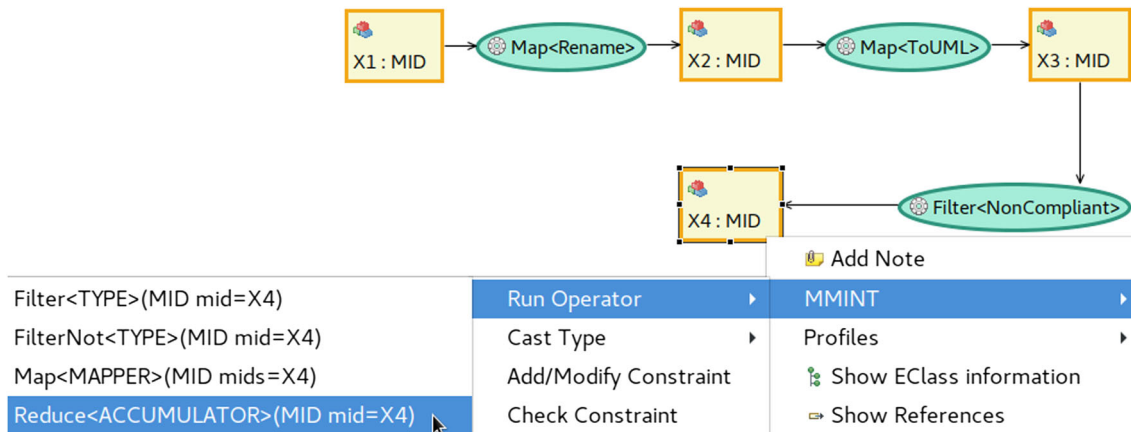 Map<Rename>
Map<ToUML>
X1 : MID
X2 : MID
X3 : MID
Filter<NonCompliant>
X4 : MID
Add Note
Filter<TYPE>(MID mid=X4)
Run Operator
MMINT
FilterNot<TYPE>(MID mid=X4)
Cast Type
Profiles
Map<MAPPER>(MID mids=X4)
Add/Modify Constraint
Show EClass information
Reduce<ACCUMULATOR>(MID mid=X4)
Check Constraint
Show References